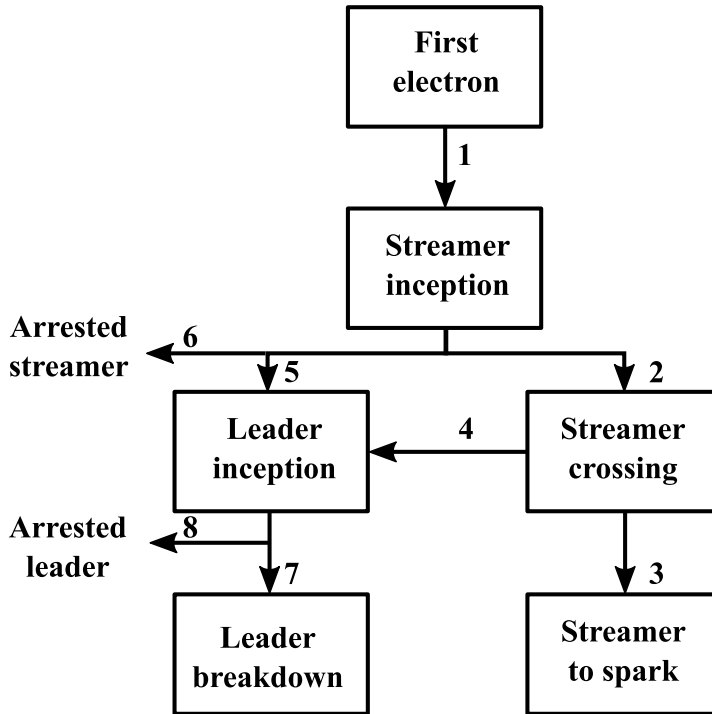 First
electron
1
Streamer
inception
Arrested
streamer
6
5
2
Leader
inception
4
Streamer
crossing
Arrested
leader
8
7
3
Leader
breakdown
Streamer
to spark